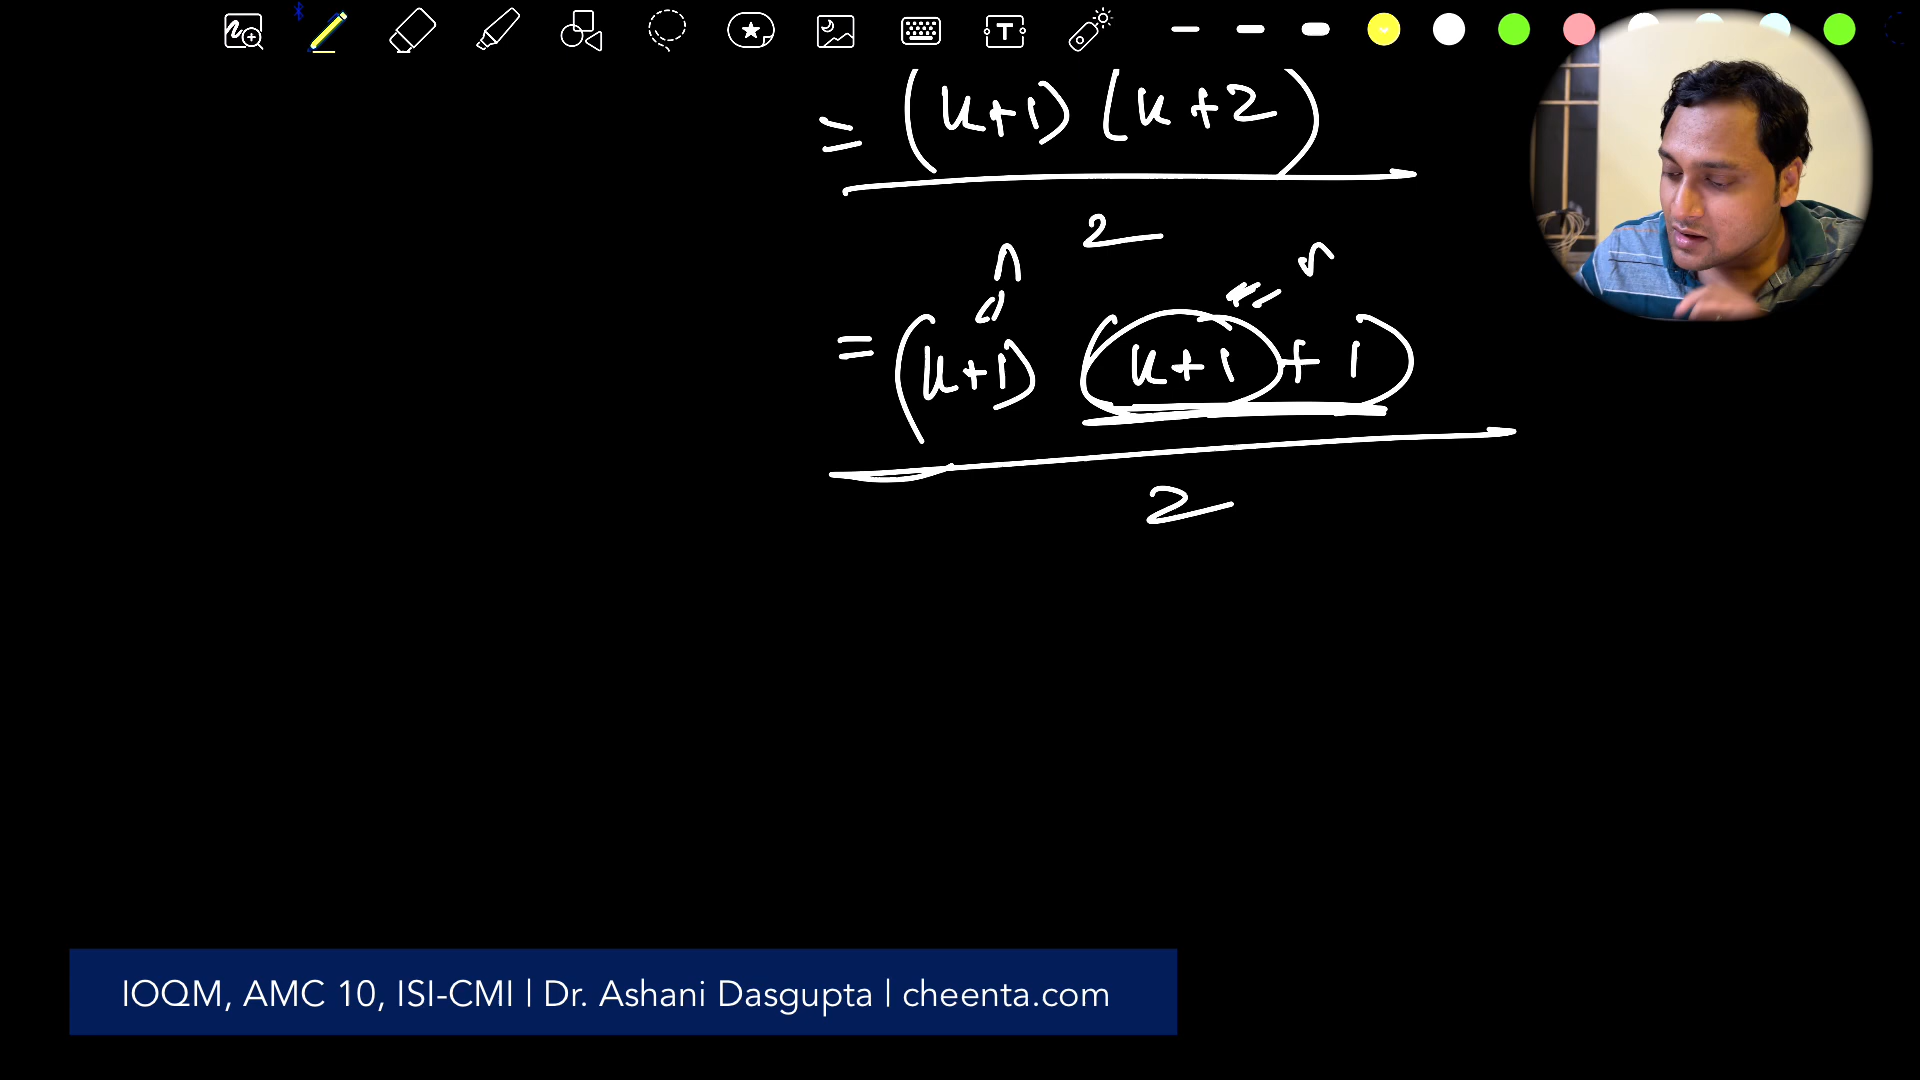 = (k+1) (k+2)
2
n n
= (k+1) (k+1 + 1)
2
IOQM, AMC 10, ISI-CMI | Dr. Ashani Dasgupta | cheenta.com